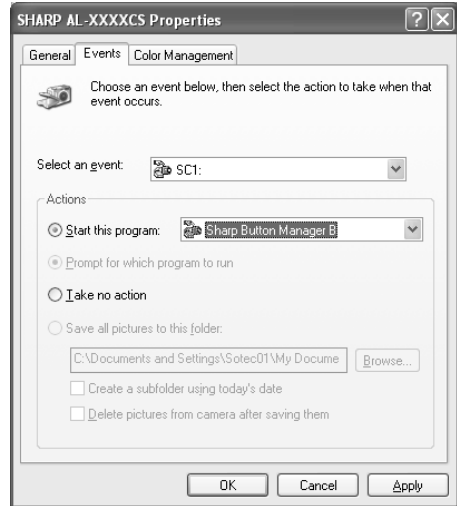 SHARP AL-XXXXCS Properties
General Events Color Management
Choose an event below, then select the action to take when that
event occurs.
Select an event: SC1:
Actions
Start this program: Sharp Button Manager B
Prompt for which program to run
Take no action
Save all pictures to this folder:
C:\Documents and Settings\Sotec01\My Docume Browse...
Create a subfolder using today's date
Delete pictures from camera after saving them
OK Cancel Apply